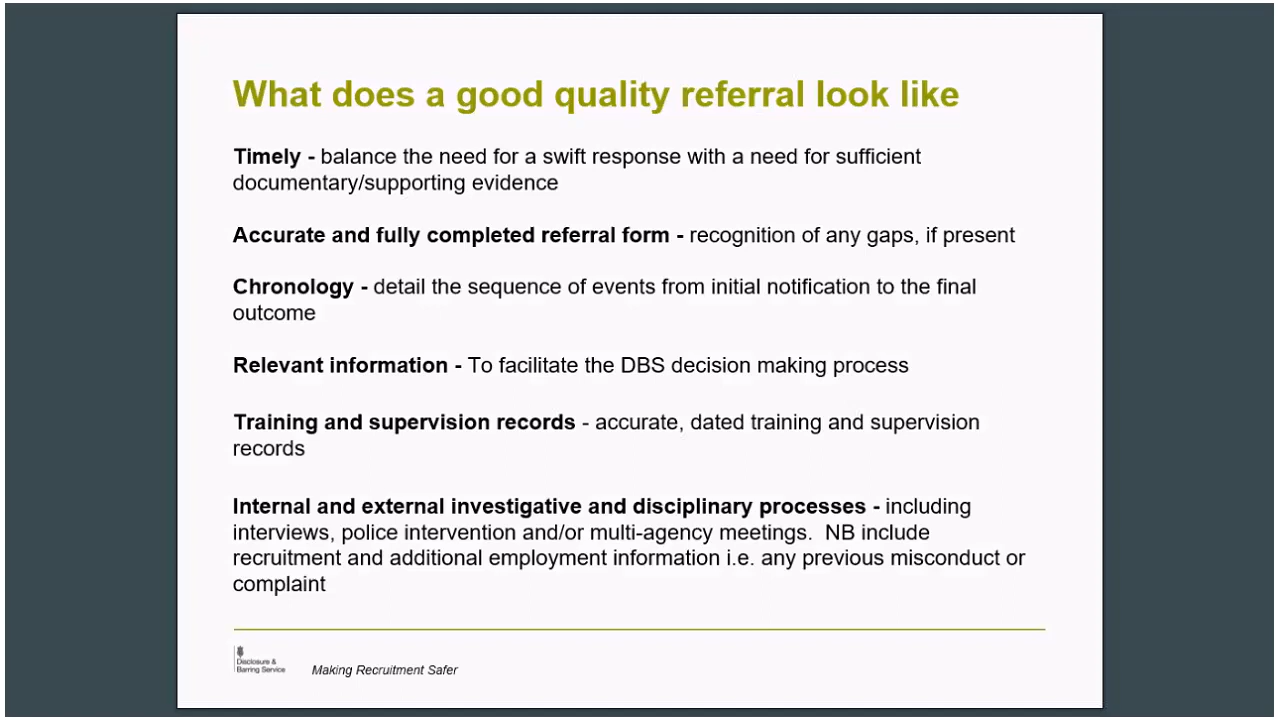 What does a good quality referral look like
Timely - balance the need for a swift response with a need for sufficient
documentary/supporting evidence
Accurate and fully completed referral form - recognition of any gaps, if present
Chronology - detail the sequence of events from initial notification to the final
outcome
Relevant information - To facilitate the DBS decision making process
Training and supervision records - accurate, dated training and supervision
records
Internal and external investigative and disciplinary processes - including
interviews, police intervention and/or multi-agency meetings.  NB include
recruitment and additional employment information i.e. any previous misconduct or
complaint
Disclosure &
Barring Service
Making Recruitment Safer